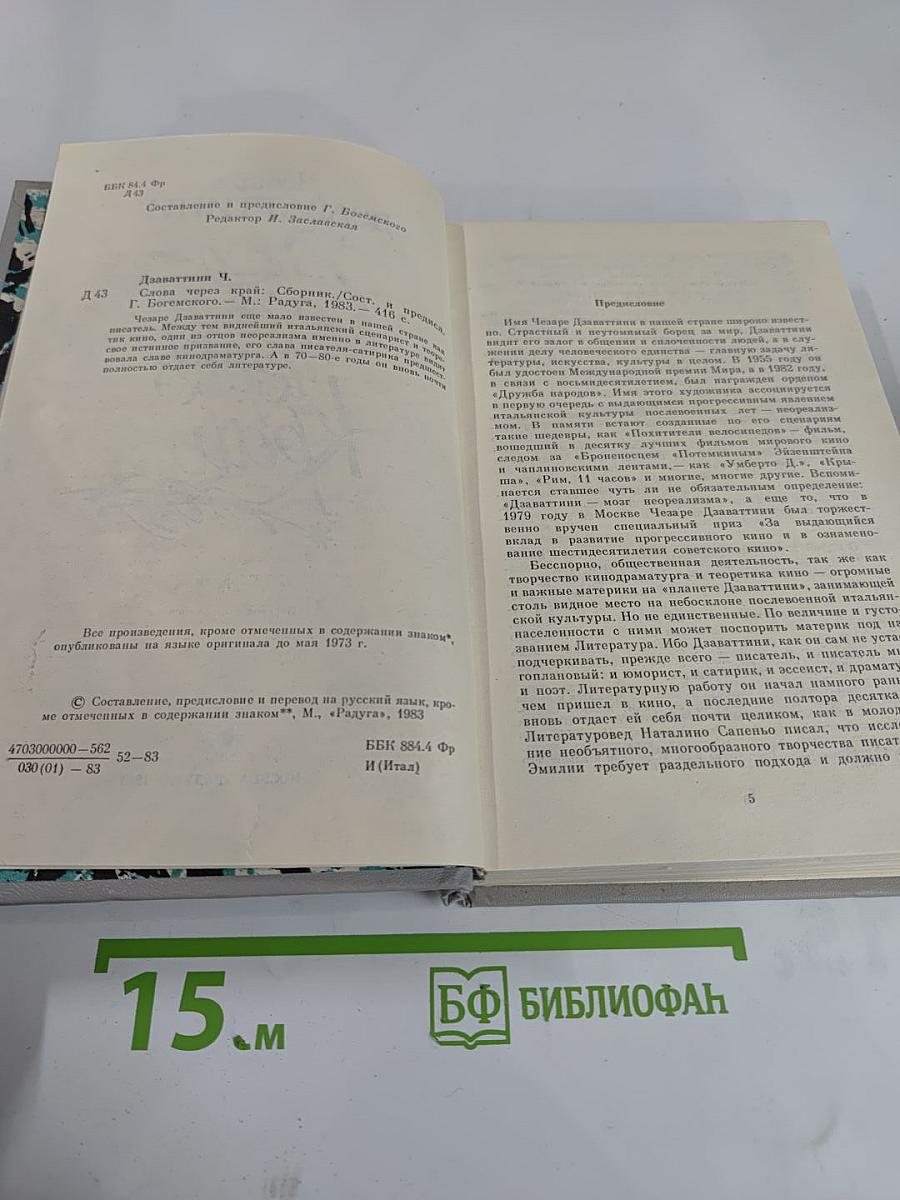 ББК 84.4 Фр
Д 43
Составление и предисловие Г. Богемского
Редактор И. Заславская
Дзаваттини Ч.
Д 43
Слова через край: Сборник./Сост. и предисл.
Г. Богемского.— М.: Радуга, 1983.— 416 с.
Чезаре Дзаваттини еще мало известен в нашей стране как
писатель. Между тем виднейший итальянский сценарист и теоре-
тик кино, один из отцов неореализма именно в литературе видит
свое истинное призвание, его слава писателя-сатирика предшест-
вовала славе кинодраматурга. А в 70—80-е годы он вновь почти
полностью отдает себя литературе.
Все произведения, кроме отмеченных в содержании знаком*,
опубликованы на языке оригинала до мая 1973 г.
© Составление, предисловие и перевод на русский язык, кро-
ме отмеченных в содержании знаком**, М., «Радуга», 1983
4703000000—562
030(01) — 83
52—83
ББК 884.4 Фр
И(Итал)
Предисловие
Имя Чезаре Дзаваттини в нашей стране широко извест-
но. Страстный и неутомимый борец за мир, Дзаваттини
видит его залог в общении и сплоченности людей, а в слу-
жении делу человеческого единства — главную задачу ли-
тературы, искусства, культуры в целом. В 1955 году он
был удостоен Международной премии Мира, а в 1982 году,
в связи с восьмидесятилетием, был награжден орденом
«Дружба народов». Имя этого художника ассоциируется
в первую очередь с выдающимся прогрессивным явлением
итальянской культуры послевоенных лет — неореализ-
мом. В памяти встают созданные по его сценариям
такие шедевры, как «Похитители велосипедов» — фильм,
вошедший в десятку лучших фильмов мирового кино
следом за «Броненосцем «Потемкиным» Эйзенштейна
и чаплиновскими лентами,— как «Умберто Д.», «Кры-
ша», «Рим, 11 часов» и многие, многие другие. Вспоми-
нается ставшее чуть ли не обязательным определение:
«Дзаваттини — мозг неореализма», а еще то, что в
1979 году в Москве Чезаре Дзаваттини был торжест-
венно вручен специальный приз «За выдающийся
вклад в развитие прогрессивного кино и в ознамено-
вание шестидесятилетия советского кино».
Бесспорно, общественная деятельность, так же как
творчество кинодраматурга и теоретика кино — огромные
и важные материки на «планете Дзаваттини», занимающей
столь видное место на небосклоне послевоенной итальян-
ской культуры. Но не единственные. По величине и густо-
населенности с ними может поспорить материк под на-
званием Литература. Ибо Дзаваттини, как он сам не уста
подчеркивать, прежде всего — писатель, и писатель мн
гоплановый: и юморист, и сатирик, и эссеист, и драмату
и поэт. Литературную работу он начал намного рань
чем пришел в кино, а последние полтора десятка
вновь отдает ей себя почти целиком, как в молод
Литературовед Наталино Сапеньо писал, что иссле
ние необъятного, многообразного творчества писат
Эмилии требует раздельного подхода и должно
5
15 см
БФ БИБЛИОФАН